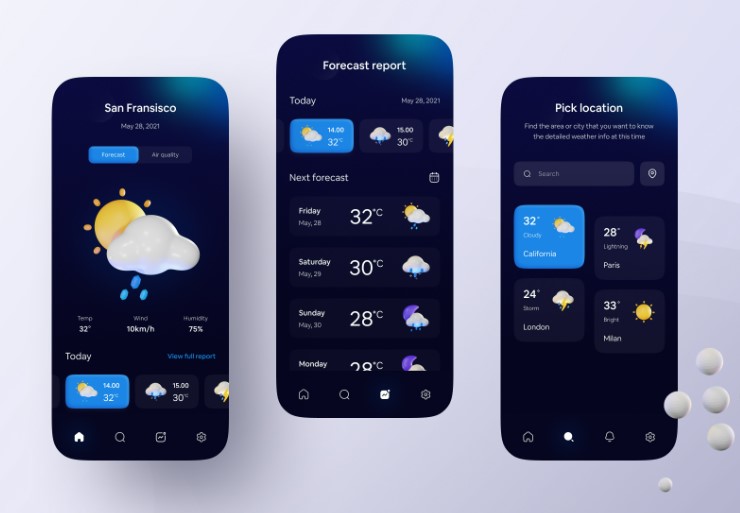 San Fransisco
May 28, 2021
Forecast
Air quality
Temp
Wind
Humidity
32°
10km/h
75%
Today
View full report
14.00
32°C
15.00
30°C
Forecast report
Today
May 28, 2021
14.00
32°C
15.00
30°C
Next forecast
Friday
May, 28
32°C
Saturday
May, 29
30°C
Sunday
May, 30
28°C
Monday
28°C
Pick location
Find the area or city that you want to know
the detailed weather info at this time
Search
32°
Cloudy
California
28°
Lightning
Paris
24°
Storm
London
33°
Bright
Milan